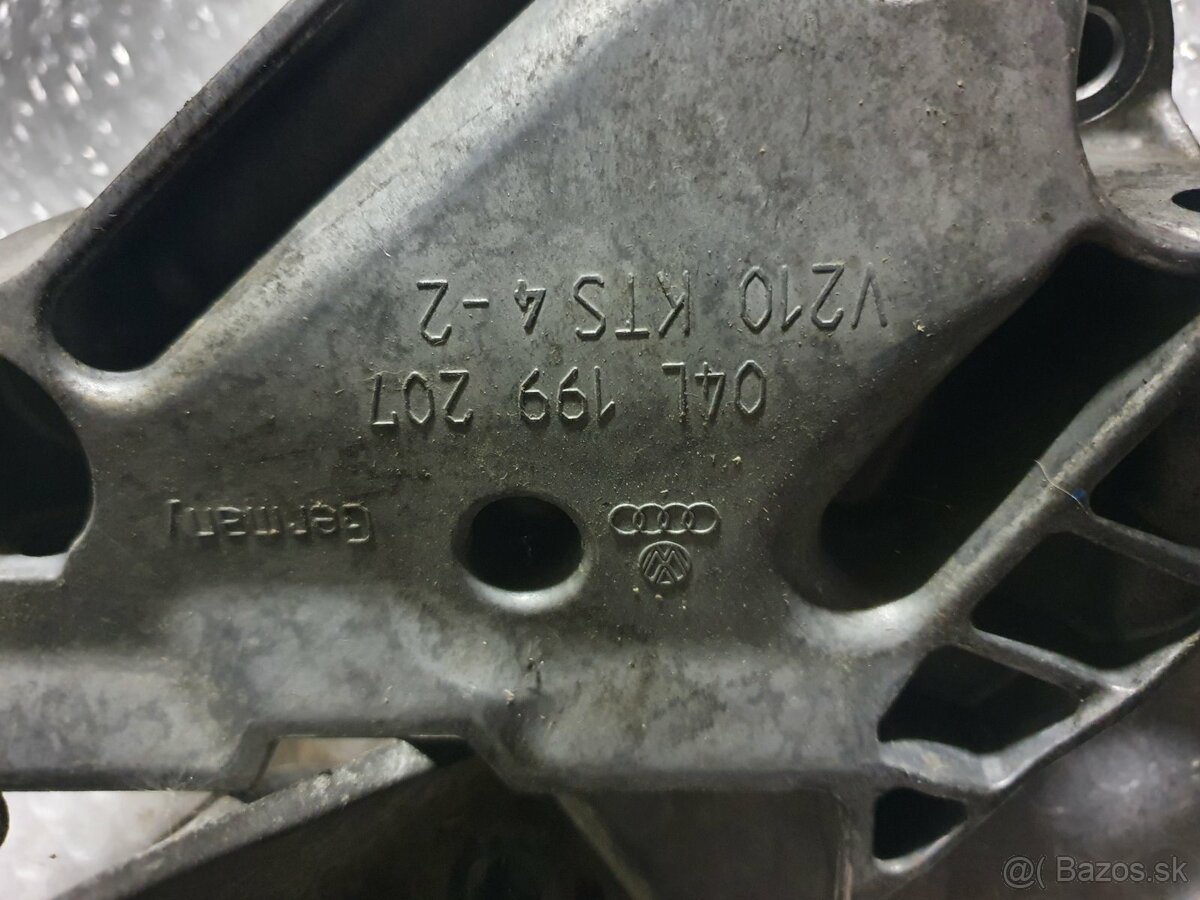 Germany
04L 199 207
V210 KTS 4-2
@( Bazos.sk